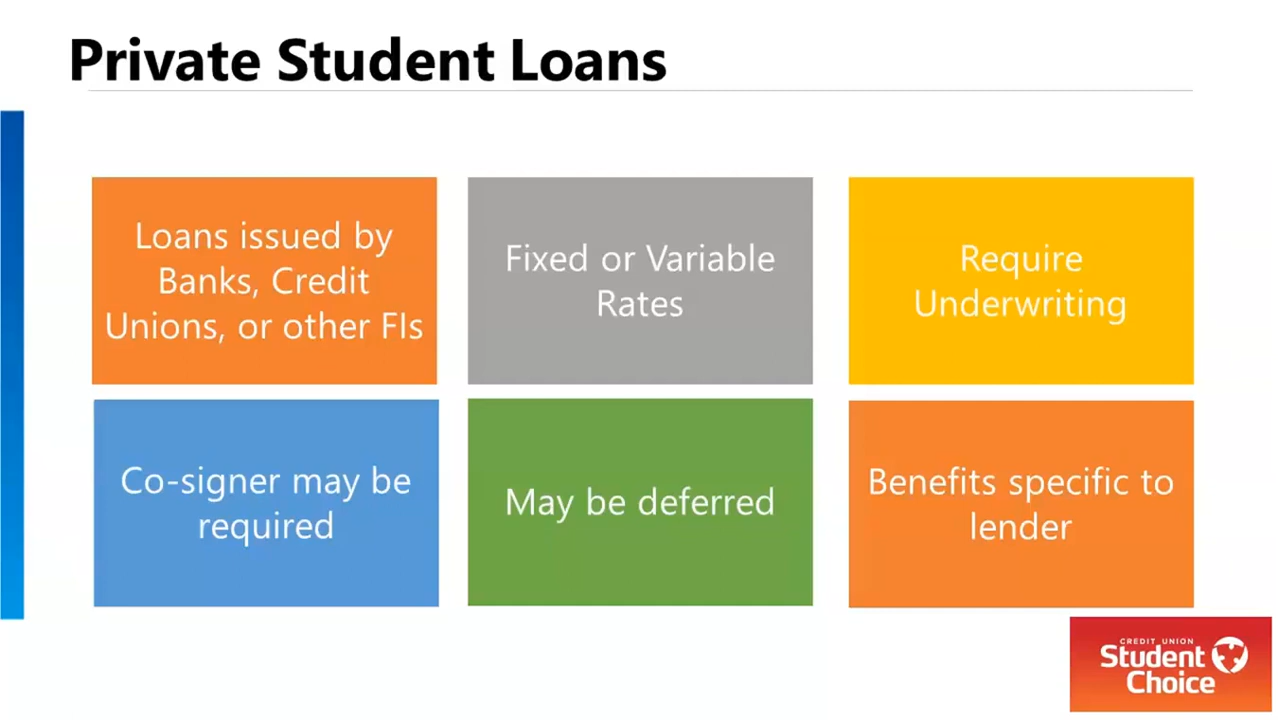 Private Student Loans
Loans issued by
Banks, Credit
Unions, or other FIs
Fixed or Variable
Rates
Require
Underwriting
Co-signer may be
required
May be deferred
Benefits specific to
lender
CREDIT UNION
Student
Choice